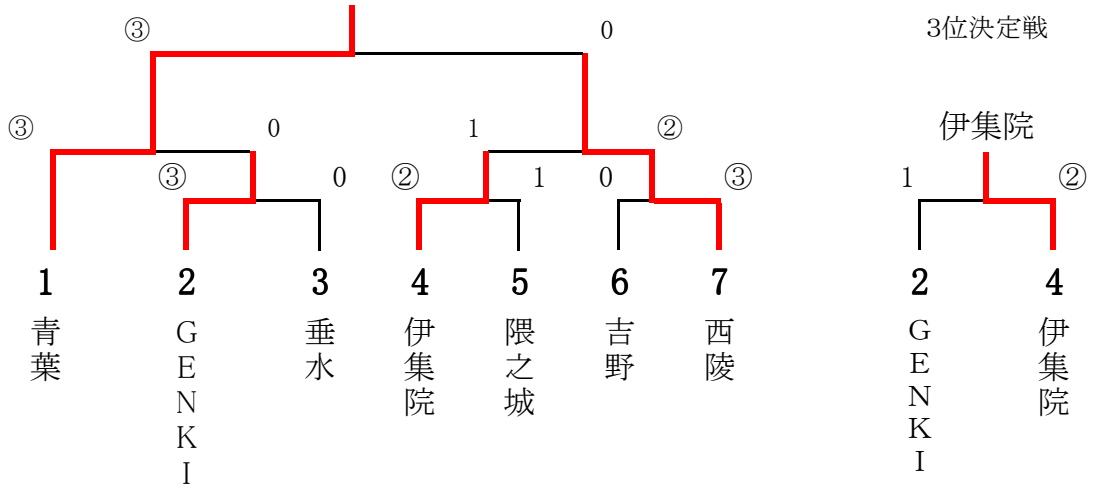 ③ 0 3位決定戦
③ 0 1 ② 伊集院
③ 0 ② 1 0 ③ 1 ②
1 2 3 4 5 6 7 2 4
青葉
GENKI
垂水
伊集院
隈之城
吉野
西陵
GENKI
伊集院